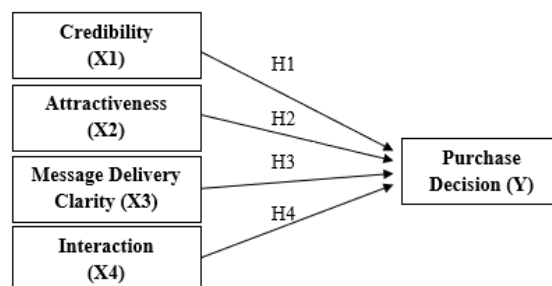 Credibility
(X1)
H1
Attractiveness
(X2)
H2
Message Delivery
Clarity (X3)
H3
Interaction
(X4)
H4
Purchase
Decision (Y)